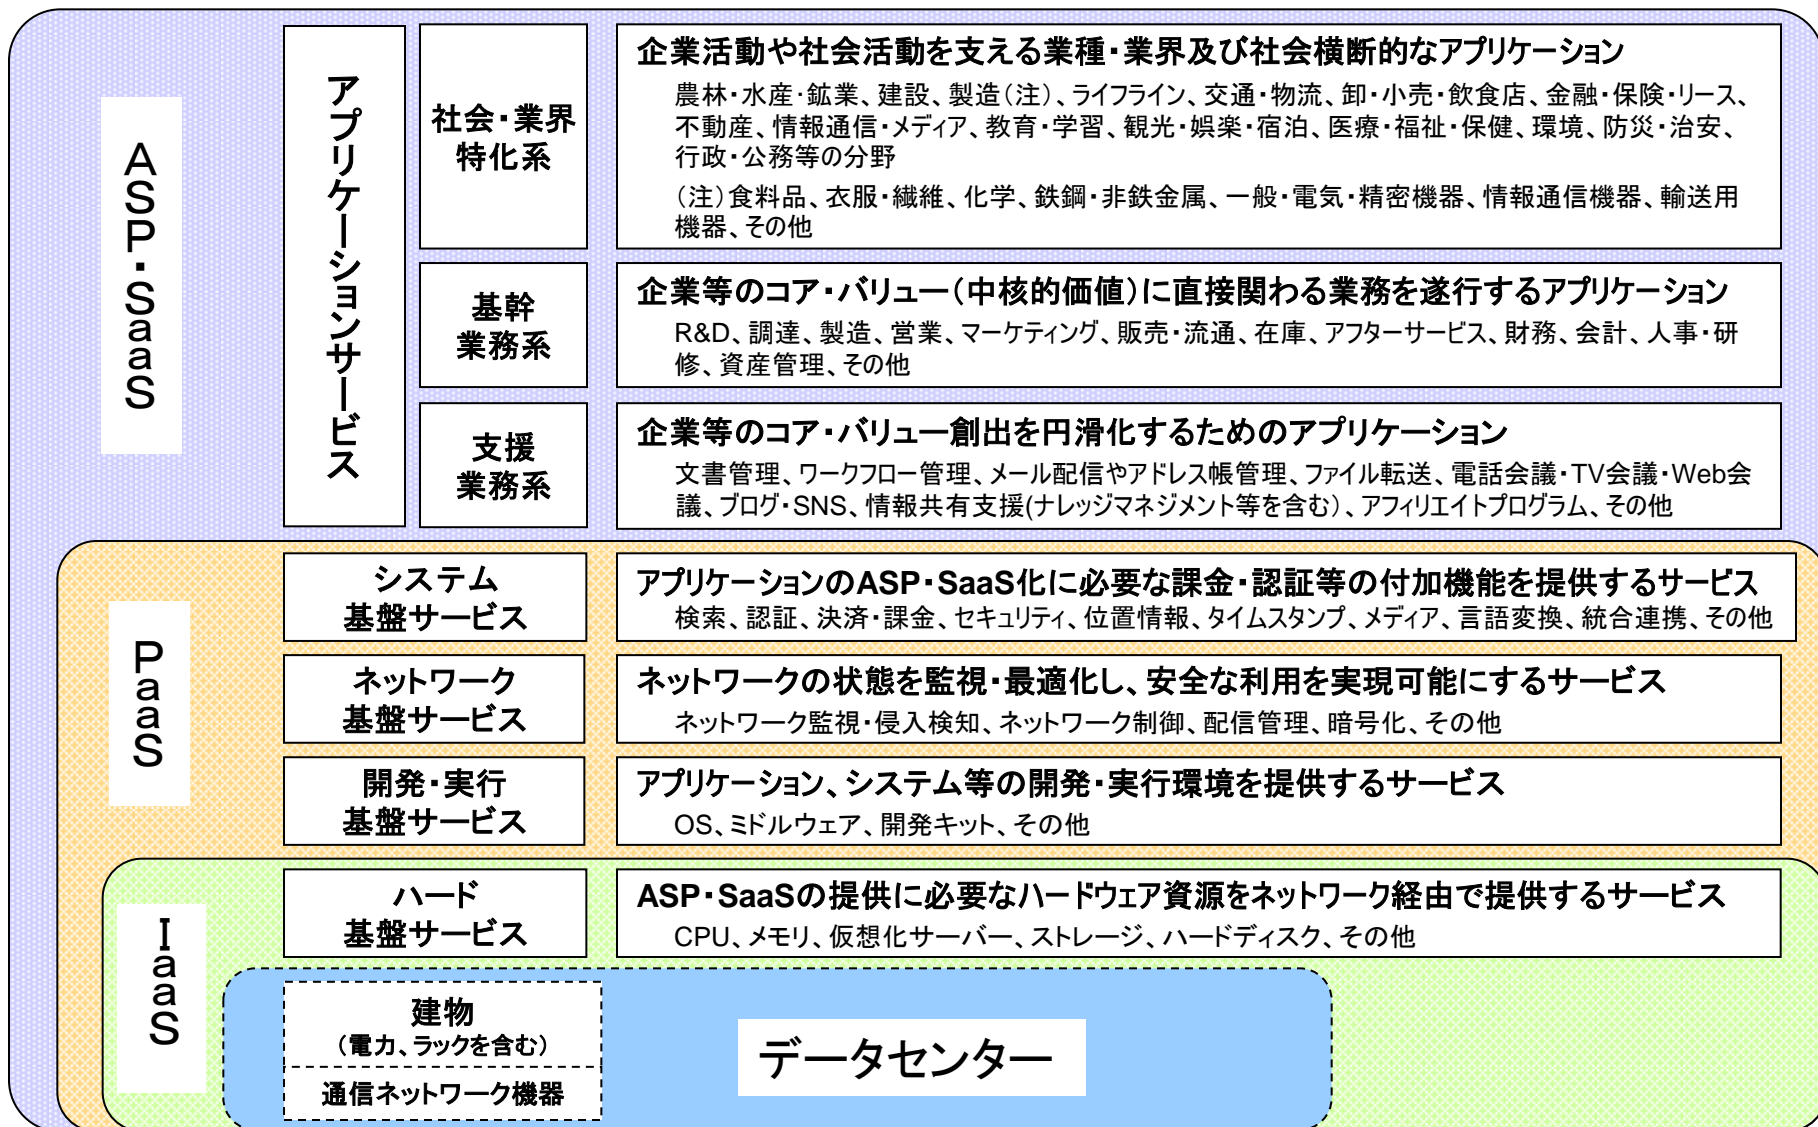 ASP・SaaS
アプリケーションサービス
社会・業界
特化系
企業活動や社会活動を支える業種・業界及び社会横断的なアプリケーション
農林・水産・鉱業、建設、製造（注）、ライフライン、交通・物流、卸・小売・飲食店、金融・保険・リース、
不動産、情報通信・メディア、教育・学習、観光・娯楽・宿泊、医療・福祉・保健、環境、防災・治安、
行政・公務等の分野
（注）食料品、衣服・繊維、化学、鉄鋼・非鉄金属、一般・電気・精密機器、情報通信機器、輸送用
機器、その他
基幹
業務系
企業等のコア・バリュー（中核的価値）に直接関わる業務を遂行するアプリケーション
R&D、調達、製造、営業、マーケティング、販売・流通、在庫、アフターサービス、財務、会計、人事・研
修、資産管理、その他
支援
業務系
企業等のコア・バリュー創出を円滑化するためのアプリケーション
文書管理、ワークフロー管理、メール配信やアドレス帳管理、ファイル転送、電話会議・TV会議・Web会
議、ブログ・SNS、情報共有支援(ナレッジマネジメント等を含む）、アフィリエイトプログラム、その他
PaaS
システム
基盤サービス
アプリケーションのASP・SaaS化に必要な課金・認証等の付加機能を提供するサービス
検索、認証、決済・課金、セキュリティ、位置情報、タイムスタンプ、メディア、言語変換、統合連携、その他
ネットワーク
基盤サービス
ネットワークの状態を監視・最適化し、安全な利用を実現可能にするサービス
ネットワーク監視・侵入検知、ネットワーク制御、配信管理、暗号化、その他
開発・実行
基盤サービス
アプリケーション、システム等の開発・実行環境を提供するサービス
OS、ミドルウェア、開発キット、その他
IaaS
ハード
基盤サービス
ASP・SaaSの提供に必要なハードウェア資源をネットワーク経由で提供するサービス
CPU、メモリ、仮想化サーバー、ストレージ、ハードディスク、その他
建物
（電力、ラックを含む）
通信ネットワーク機器
データセンター